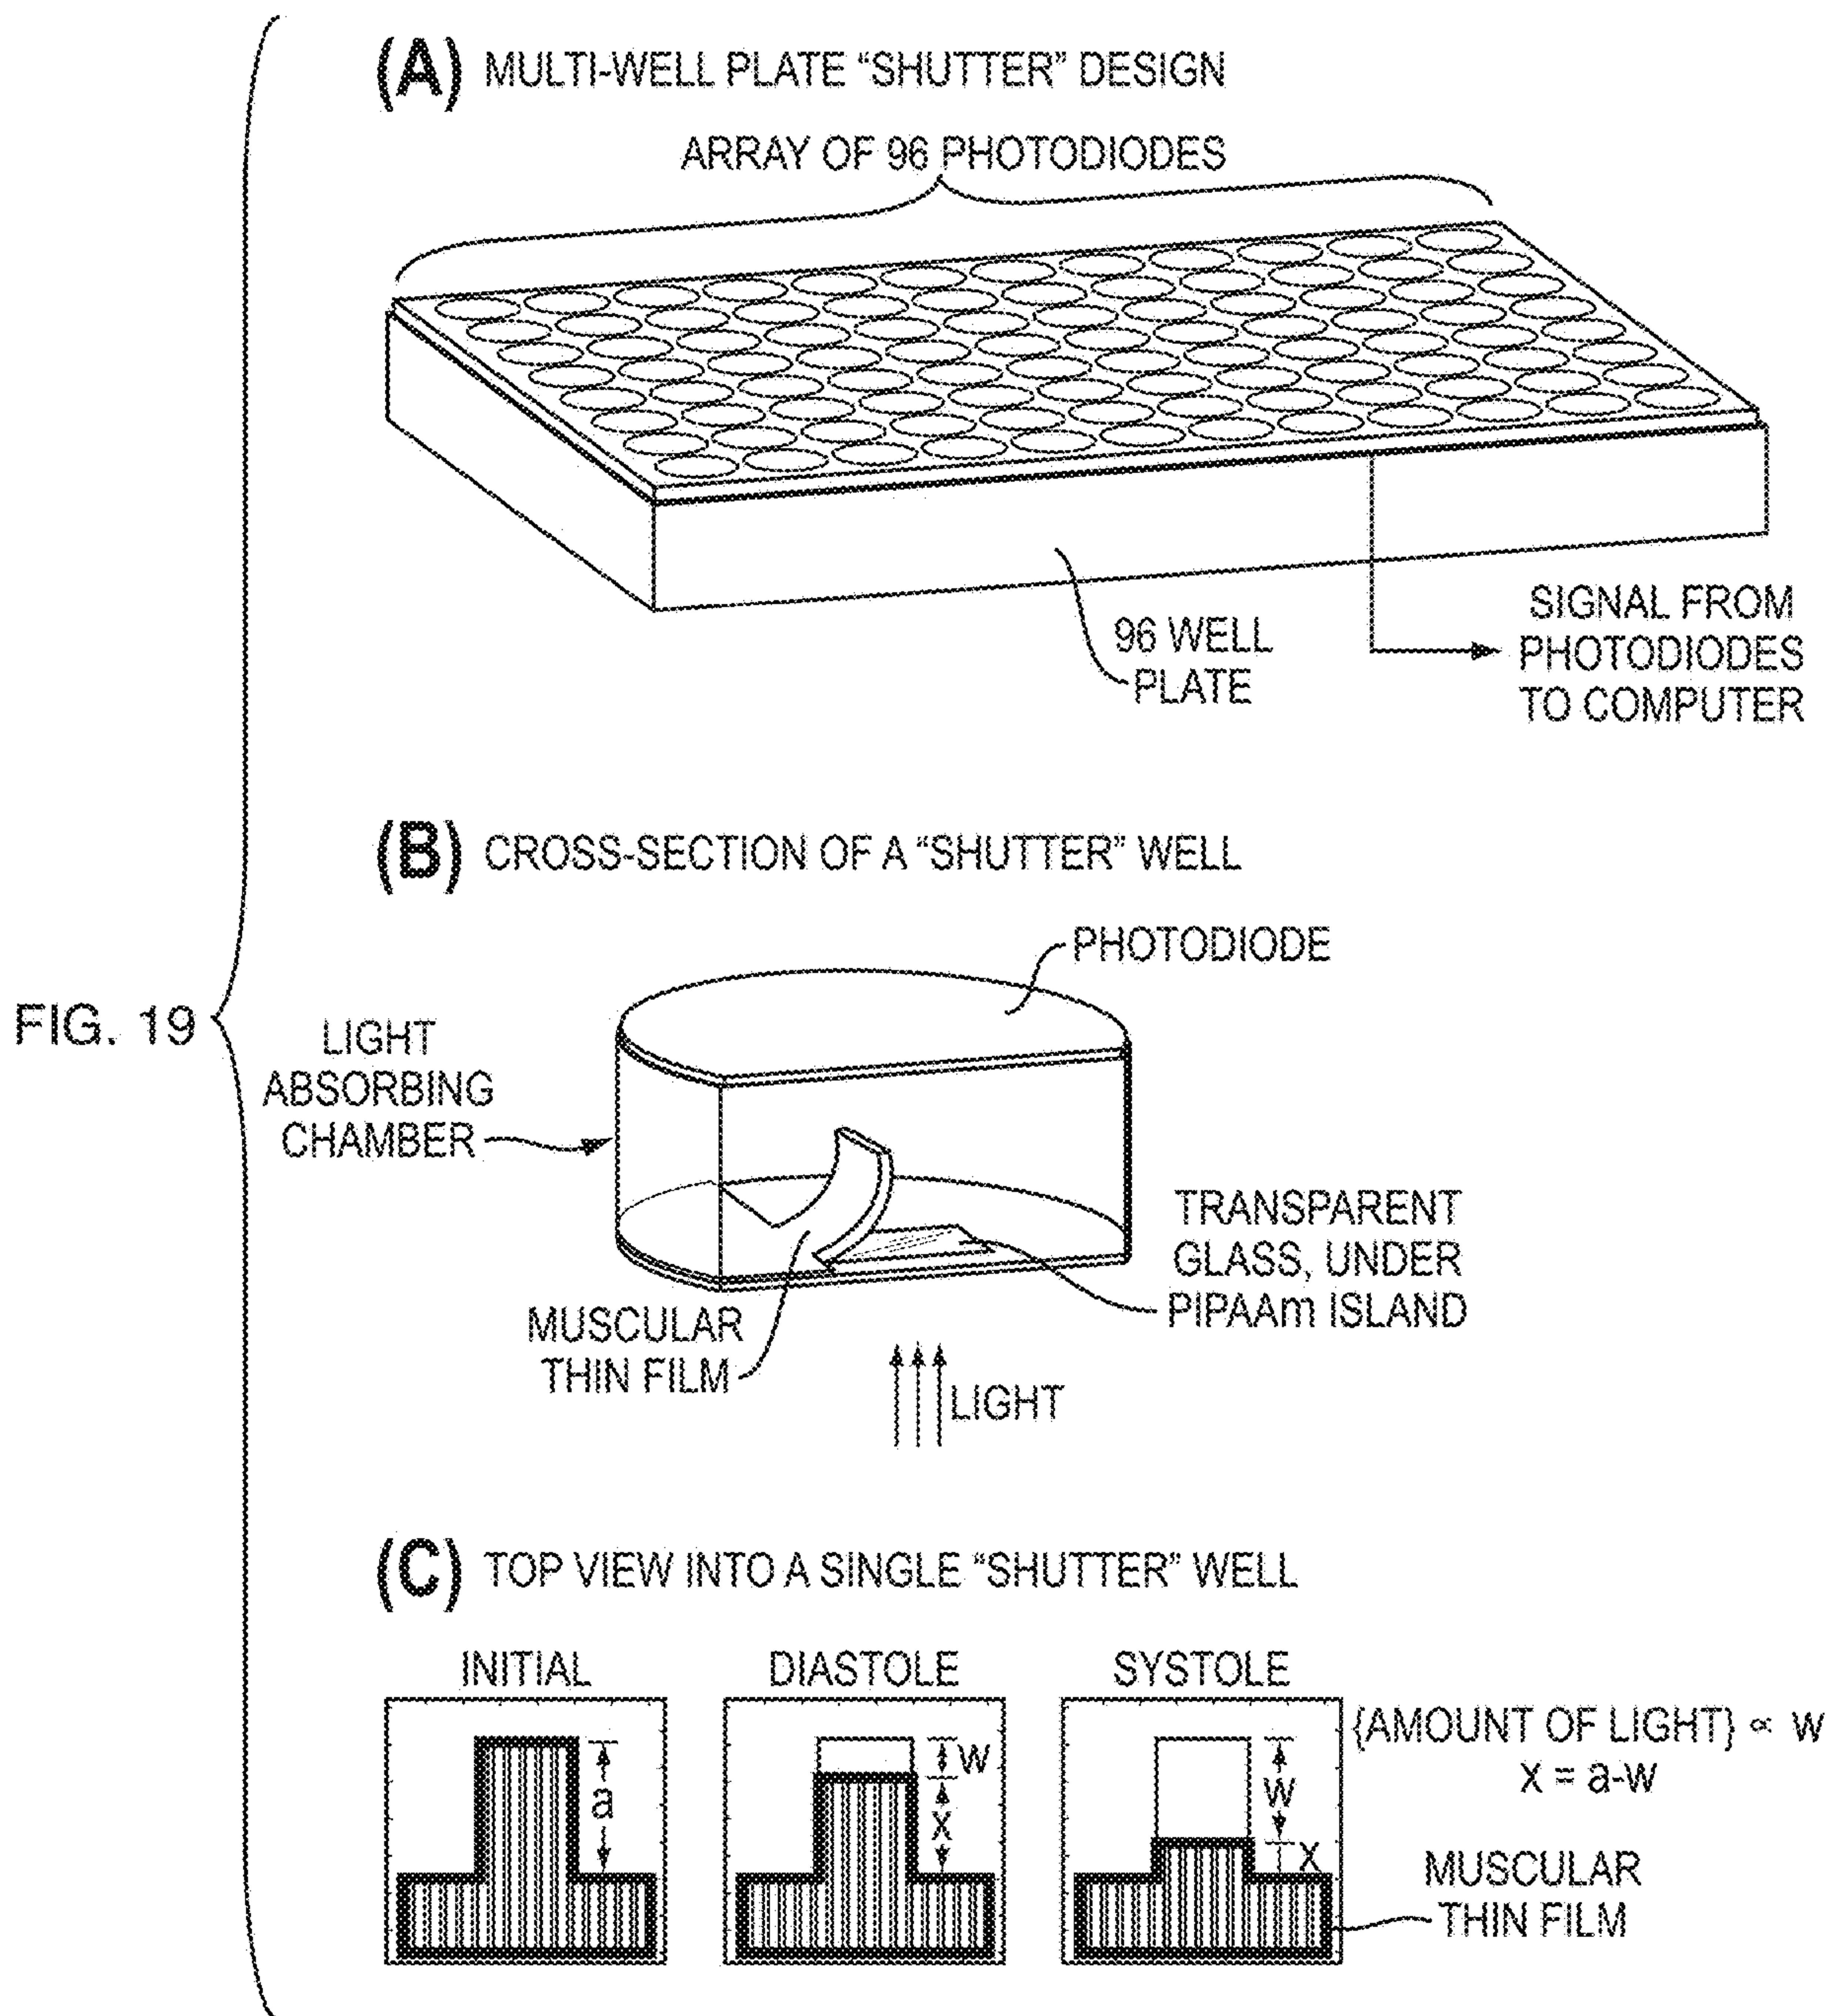 FIG. 19
(A) MULTI-WELL PLATE “SHUTTER” DESIGN
ARRAY OF 96 PHOTODIODES
96 WELL
PLATE
SIGNAL FROM
PHOTODIODES
TO COMPUTER
(B) CROSS-SECTION OF A “SHUTTER” WELL
PHOTODIODE
LIGHT
ABSORBING
CHAMBER
TRANSPARENT
GLASS, UNDER
PIPAAm ISLAND
MUSCULAR
THIN FILM
LIGHT
(C) TOP VIEW INTO A SINGLE “SHUTTER” WELL
INITIAL
DIASTOLE
SYSTOLE
a
w
x
w
x
{AMOUNT OF LIGHT} ∝ w
x = a-w
MUSCULAR
THIN FILM